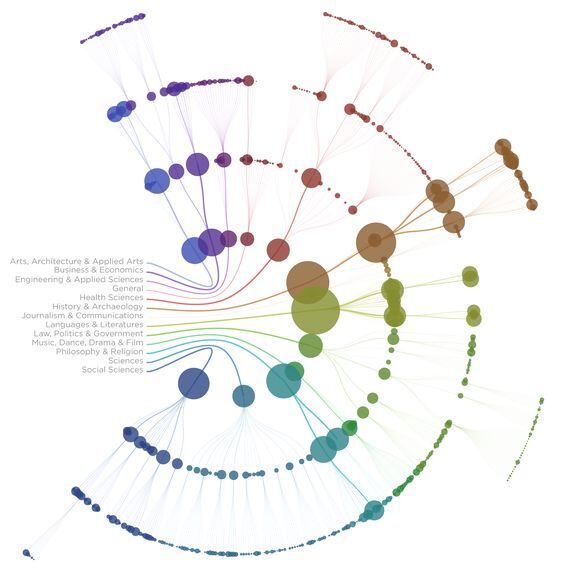 Arts, Architecture & Applied Arts
Business & Economics
Engineering & Applied Sciences
General
Health Sciences
History & Archaeology
Journalism & Communications
Languages & Literatures
Law, Politics & Government
Music, Dance, Drama & Film
Philosophy & Religion
Sciences
Social Sciences